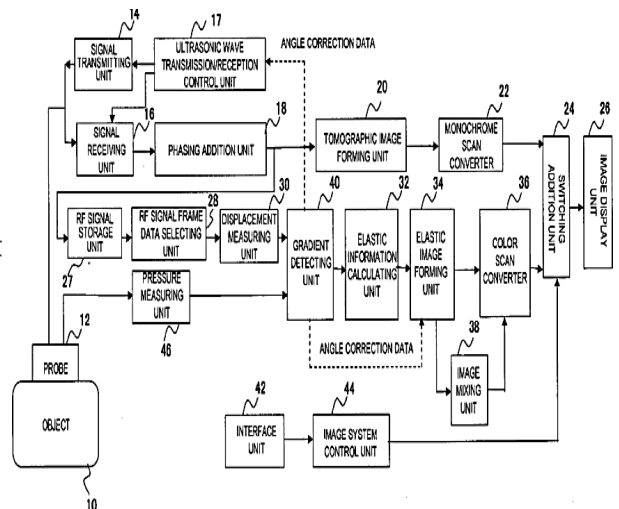 14
SIGNAL
TRANSMITTING
UNIT
17
ULTRASONIC WAVE
TRANSMISSION/RECEPTION
CONTROL UNIT
ANGLE CORRECTION DATA
SIGNAL
RECEIVING
UNIT
16
18
PHASING ADDITION UNIT
20
TOMOGRAPHIC IMAGE
FORMING UNIT
22
MONOCHROME
SCAN
CONVERTER
24
SWITCHING
ADDITION UNIT
26
IMAGE DISPLAY
UNIT
RF SIGNAL
STORAGE
UNIT
27
28
RF SIGNAL FRAME
DATA SELECTING
UNIT
30
DISPLACEMENT
MEASURING
UNIT
40
GRADIENT
DETECTING
UNIT
32
ELASTIC
INFORMATION
CALCULATING
UNIT
34
ELASTIC
IMAGE
FORMING
UNIT
36
COLOR
SCAN
CONVERTER
PRESSURE
MEASURING
UNIT
46
ANGLE CORRECTION DATA
38
IMAGE
MIXING
UNIT
12
PROBE
OBJECT
10
42
INTERFACE
UNIT
44
IMAGE SYSTEM
CONTROL UNIT